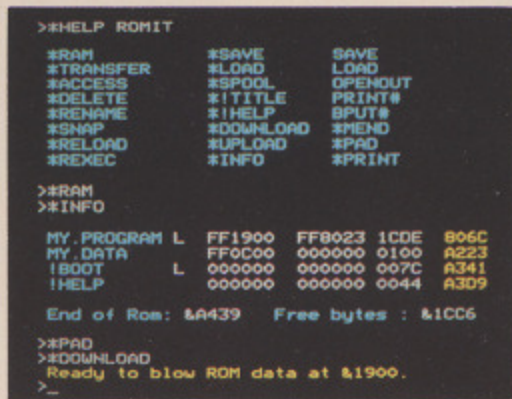 >*HELP ROMIT
*RAM *SAVE SAVE
*TRANSFER *LOAD LOAD
*ACCESS *SPOOL OPENOUT
*DELETE *!TITLE PRINT#
*RENAME *!HELP BPUT#
*SNAP *DOWNLOAD *MEND
*RELOAD *UPLOAD *PAD
*REXEC *INFO *PRINT
>*RAM
>*INFO
MY.PROGRAM L FF1900 FF8023 1CDE 806C
MY.DATA FF0C00 000000 0100 A223
!BOOT L 000000 000000 007C A341
!HELP 000000 000000 0044 A3D9
End of Rom: &A439 Free bytes : &1CC6
>*PAD
>*DOWNLOAD
Ready to blow ROM data at &1900.
>_